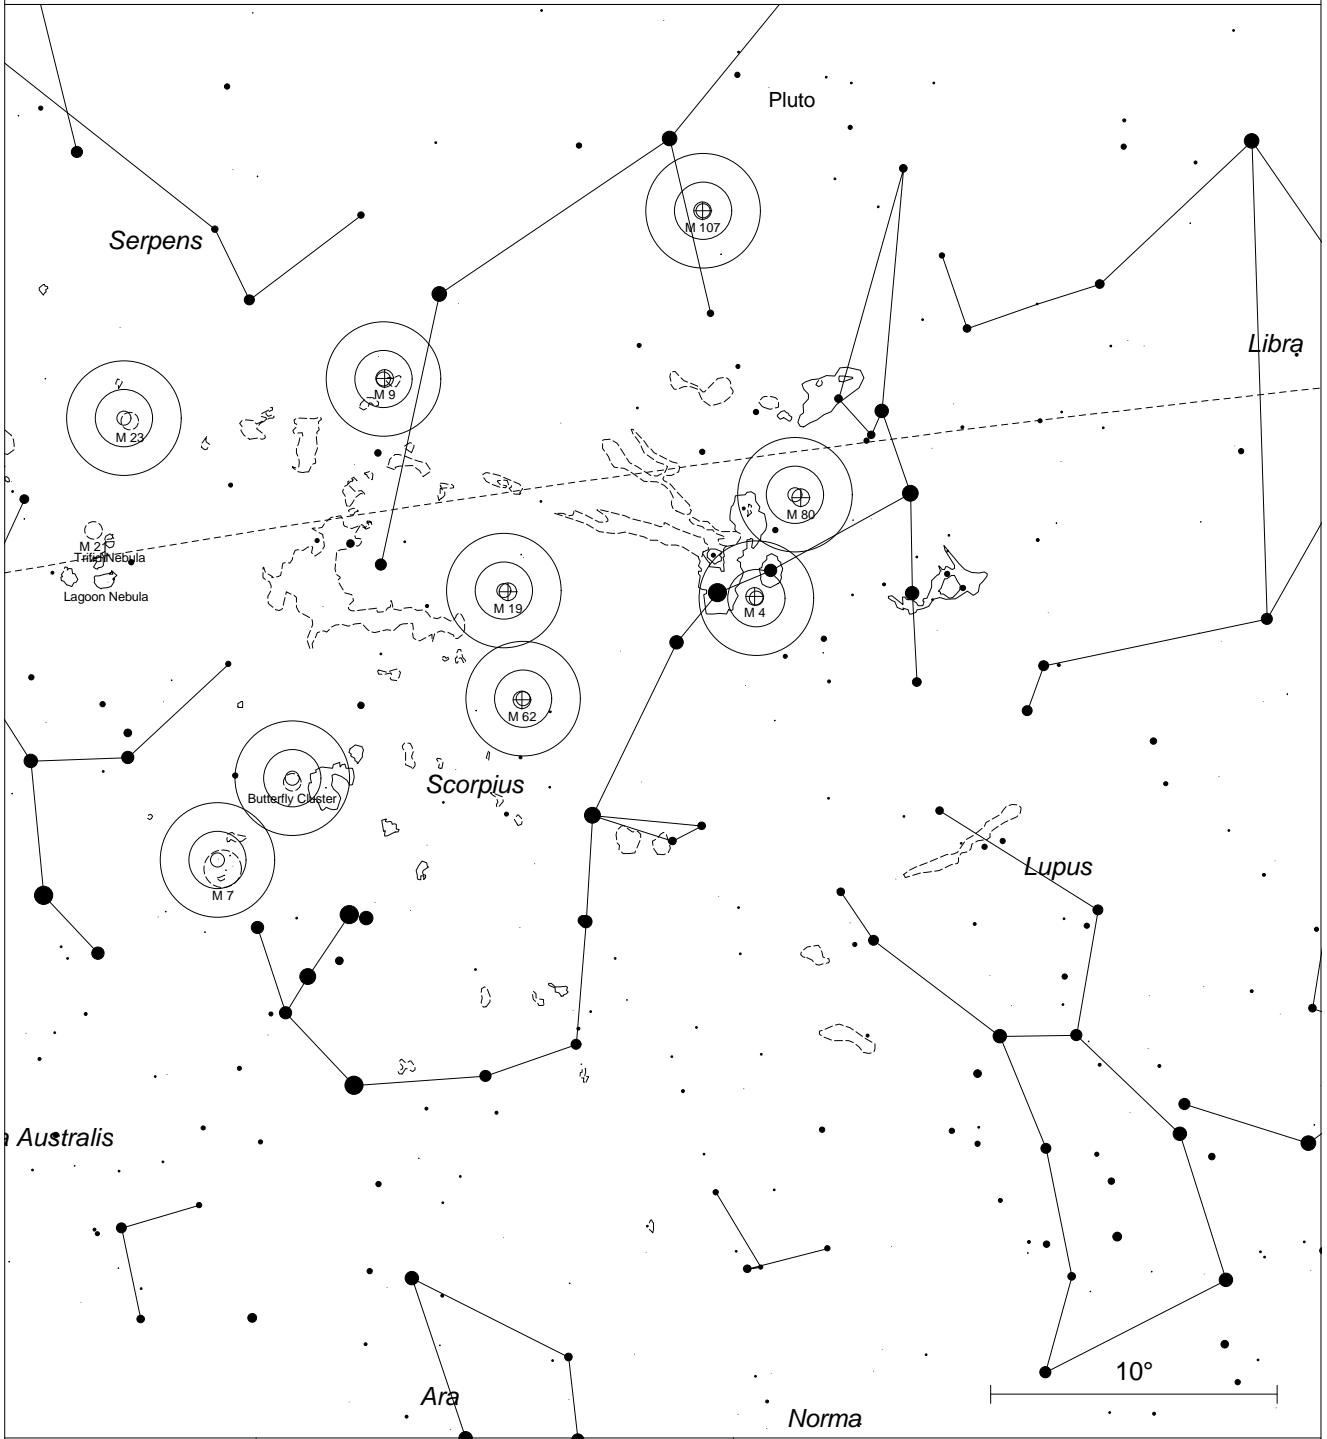 Pluto
M 107
Serpens
Libra
M 9
M 23
M 80
M 2
Trifid Nebula
Lagoon Nebula
M 19
M 4
M 62
Scorpius
Butterfly Cluster
Lupus
M 7
Australis
10°
Ara
Norma